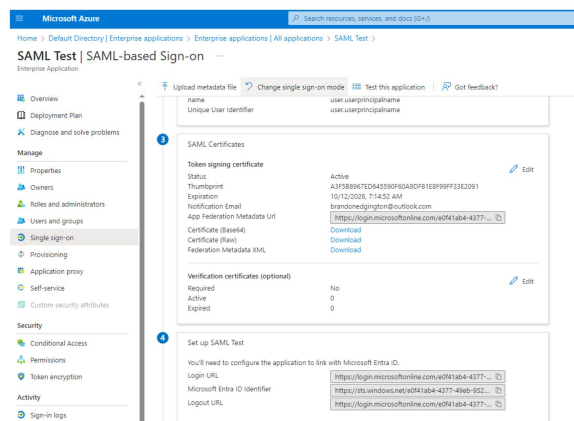 Microsoft Azure
Search resources, services, and docs (G+/)
Home > Default Directory | Enterprise applications > Enterprise applications | All applications > SAML Test >
SAML Test | SAML-based Sign-on ...
Enterprise Application
Upload metadata file
Change single sign-on mode
Test this application
Got feedback?
Overview
Deployment Plan
Diagnose and solve problems
Manage
Properties
Owners
Roles and administrators
Users and groups
Single sign-on
Provisioning
Application proxy
Self-service
Custom security attributes
Security
Conditional Access
Permissions
Token encryption
Activity
Sign-in logs
name user.userprincipalname
Unique User Identifier user.userprincipalname
3
SAML Certificates
Token signing certificate
Edit
Status Active
Thumbprint A3F5B8967ED645590F60A9DF81E8F99FF33E2091
Expiration 10/12/2026, 7:14:52 AM
Notification Email brandonedgington@outlook.com
App Federation Metadata Url https://login.microsoftonline.com/e0f41ab4-4377-...
Certificate (Base64) Download
Certificate (Raw) Download
Federation Metadata XML Download
Verification certificates (optional)
Edit
Required No
Active 0
Expired 0
4
Set up SAML Test
You'll need to configure the application to link with Microsoft Entra ID.
Login URL https://login.microsoftonline.com/e0f41ab4-4377-...
Microsoft Entra ID Identifier https://sts.windows.net/e0f41ab4-4377-49eb-952...
Logout URL https://login.microsoftonline.com/e0f41ab4-4377-...